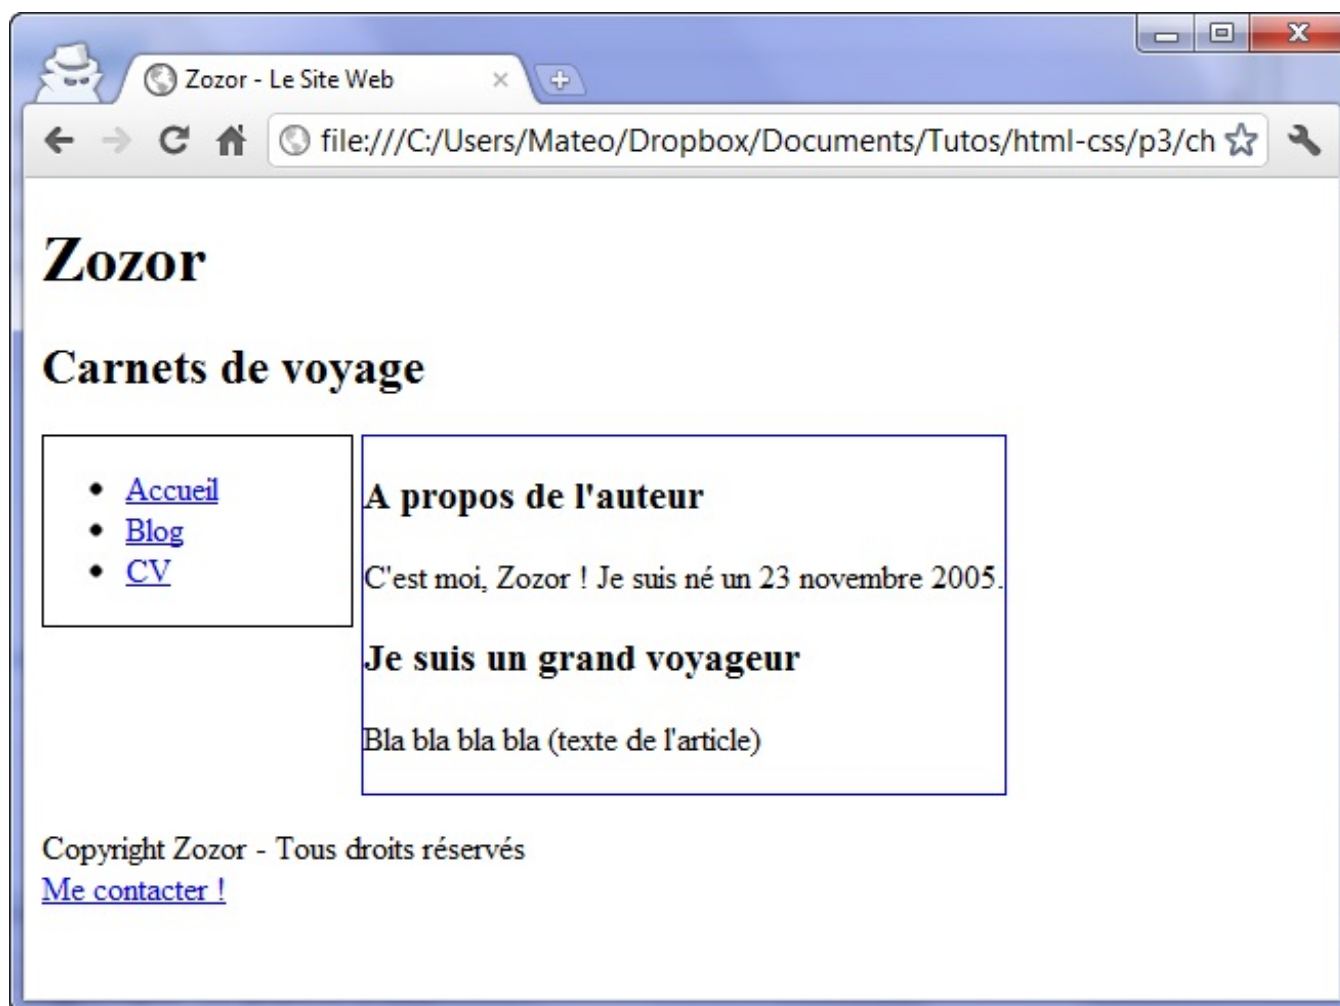 Zozor - Le Site Web
file:///C:/Users/Mateo/Dropbox/Documents/Tutos/html-css/p3/ch
Zozor
Carnets de voyage
Accueil
Blog
CV
A propos de l'auteur
C'est moi, Zozor ! Je suis né un 23 novembre 2005.
Je suis un grand voyageur
Bla bla bla bla (texte de l'article)
Copyright Zozor - Tous droits réservés
Me contacter !